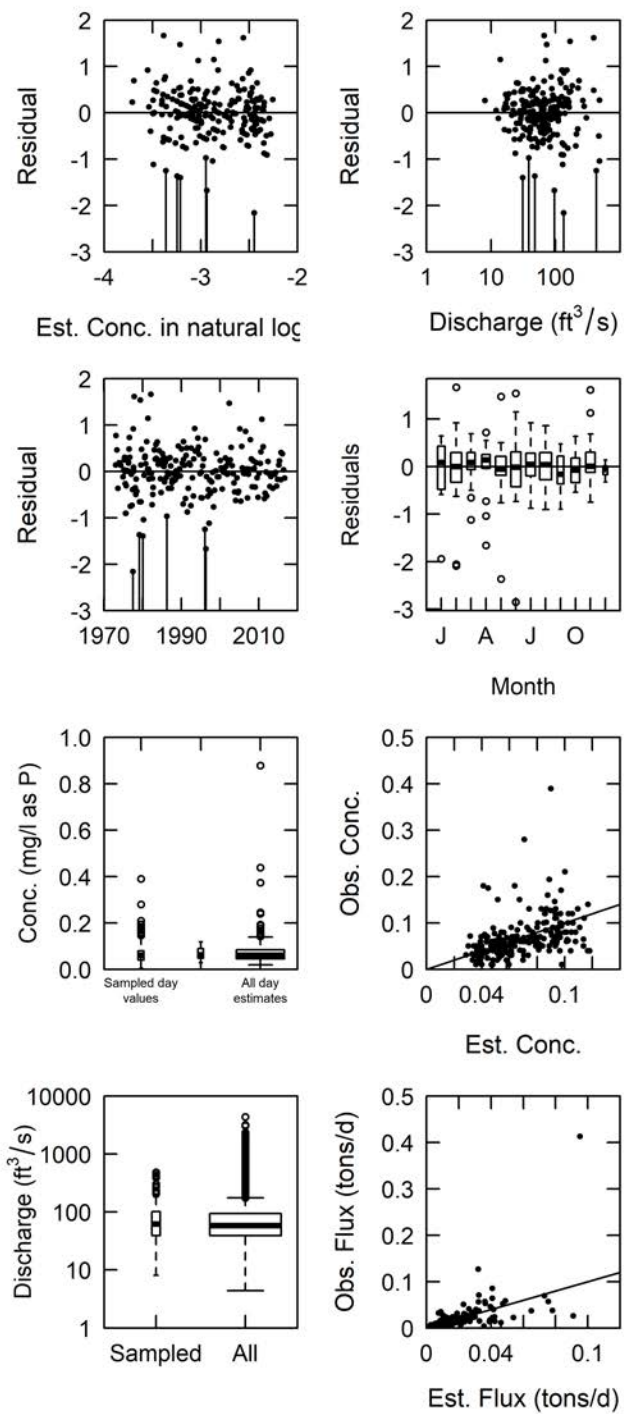 2
1
0
-1
-2
-3
Residual
-4 -3 -2
Est. Conc. in natural log
2
1
0
-1
-2
-3
Residual
1 10 100
Discharge (ft³/s)
2
1
0
-1
-2
-3
Residual
1970 1990 2010
1
0
-1
-2
-3
Residuals
J A J O
Month
1.0
0.8
0.6
0.4
0.2
0.0
Conc. (mg/l as P)
Sampled day values
All day estimates
0.5
0.4
0.3
0.2
0.1
0
Obs. Conc.
0 0.04 0.1
Est. Conc.
10000
1000
100
10
1
Discharge (ft³/s)
Sampled All
0.5
0.4
0.3
0.2
0.1
0
Obs. Flux (tons/d)
0 0.04 0.1
Est. Flux (tons/d)